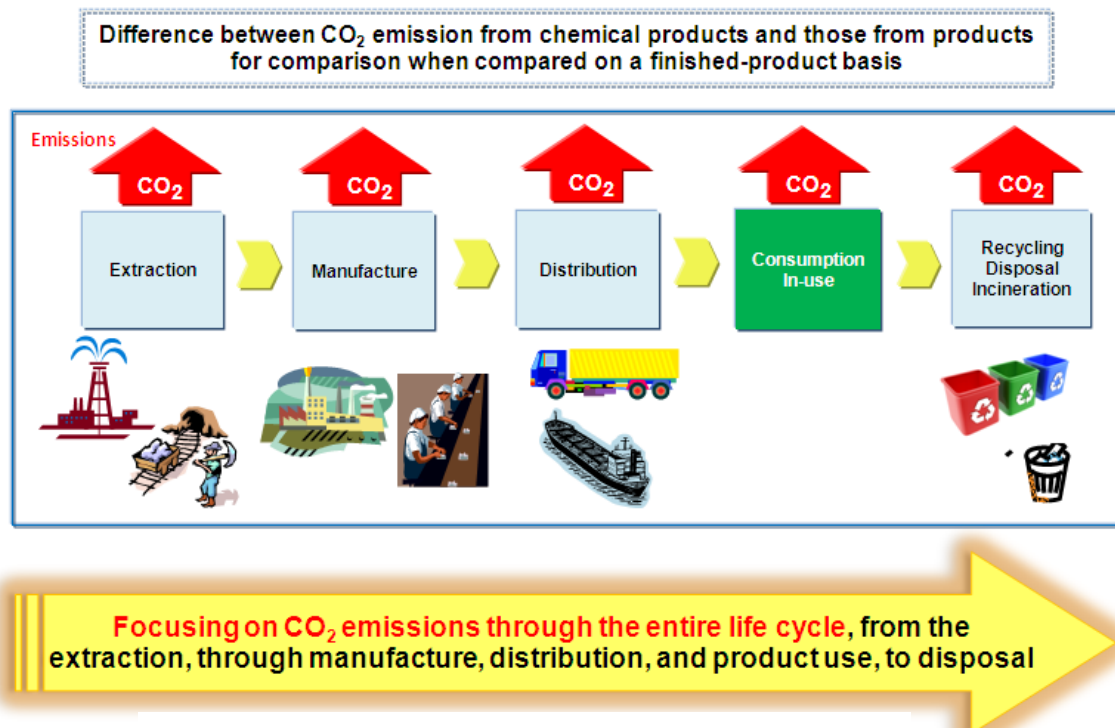 Difference between CO₂ emission from chemical products and those from products
for comparison when compared on a finished-product basis
Emissions
CO₂
CO₂
CO₂
CO₂
CO₂
Extraction
Manufacture
Distribution
Consumption
In-use
Recycling
Disposal
Incineration
Focusing on CO₂ emissions through the entire life cycle, from the
extraction, through manufacture, distribution, and product use, to disposal